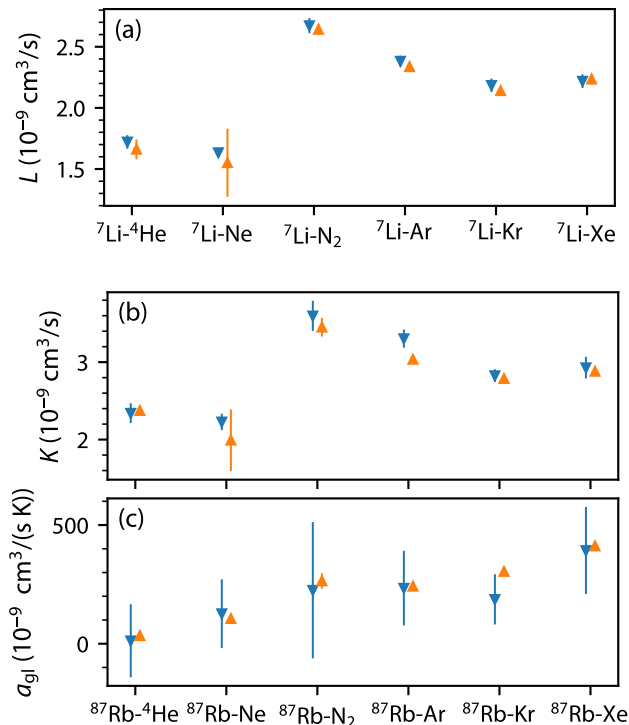 (a)
L (10⁻⁹ cm³/s)
2.5
2.0
1.5
⁷Li-⁴He ⁷Li-Ne ⁷Li-N₂ ⁷Li-Ar ⁷Li-Kr ⁷Li-Xe
(b)
K (10⁻⁹ cm³/s)
3
2
(c)
a_gl (10⁻⁹ cm³/(s K))
500
0
⁸⁷Rb-⁴He ⁸⁷Rb-Ne ⁸⁷Rb-N₂ ⁸⁷Rb-Ar ⁸⁷Rb-Kr ⁸⁷Rb-Xe